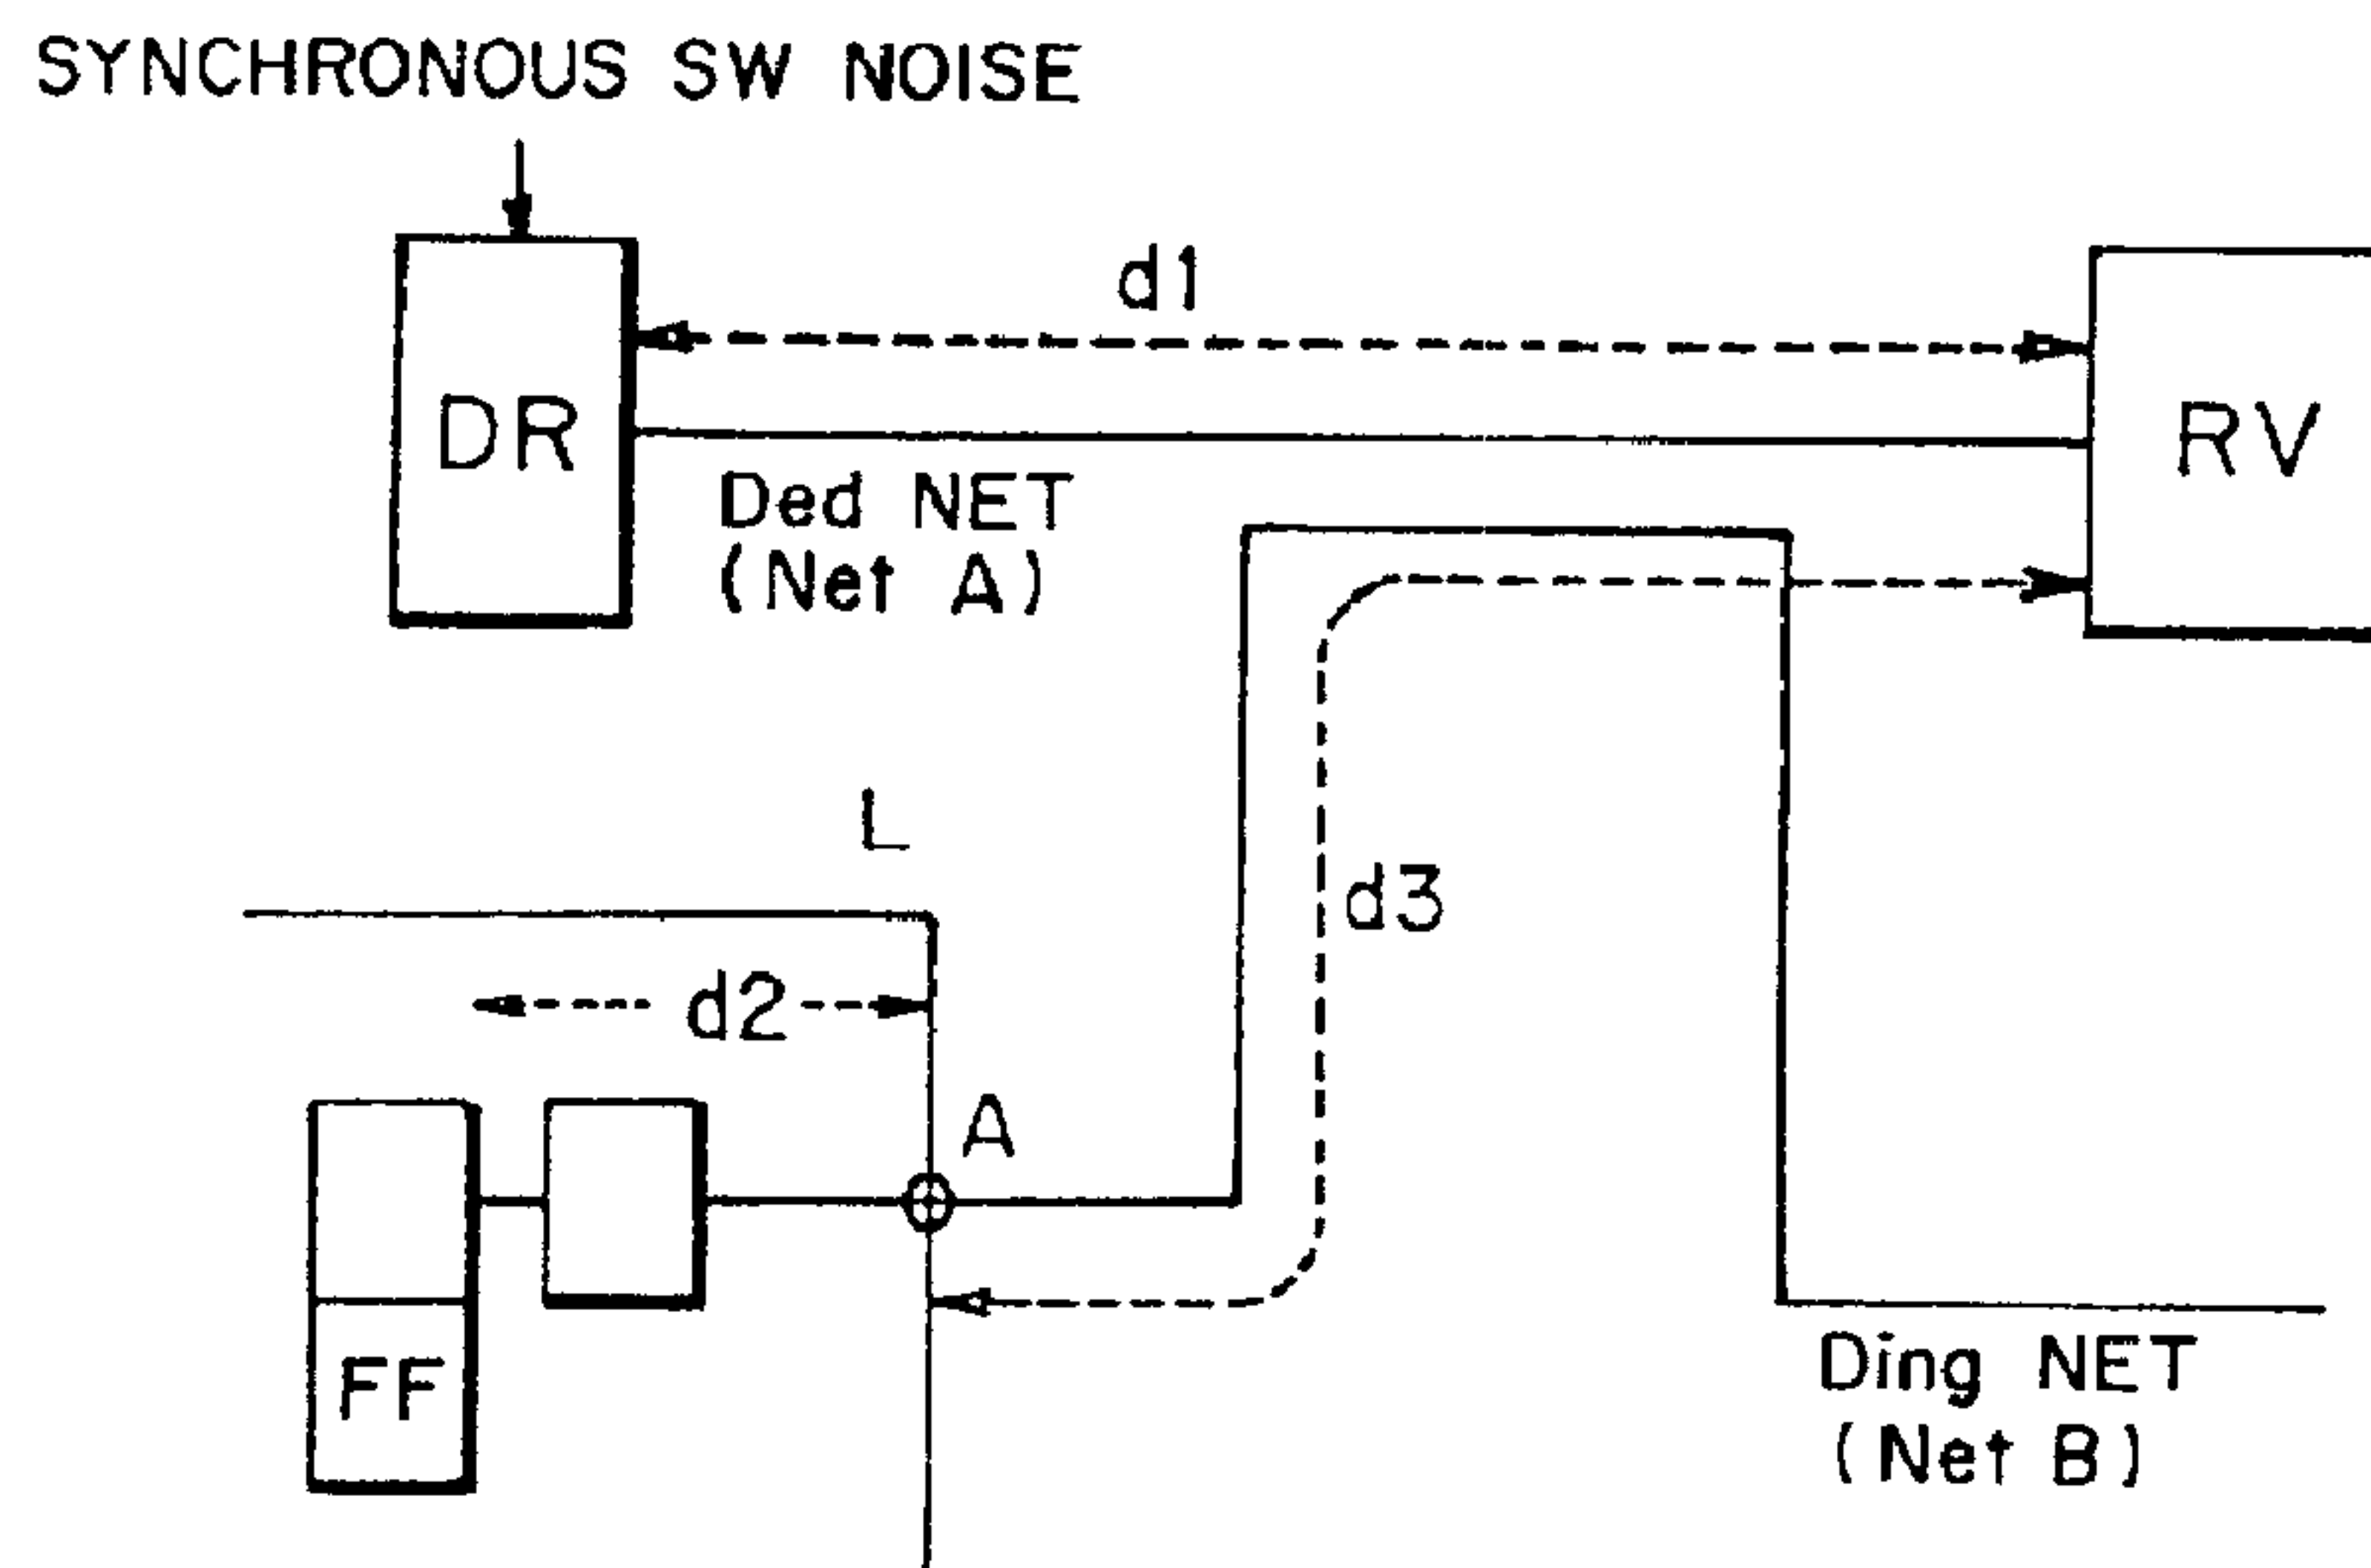 SYNCHRONOUS SW NOISE
d1
DR
RV
Ded NET
(Net A)
L
d3
d2
A
FF
Ding NET
(Net B)